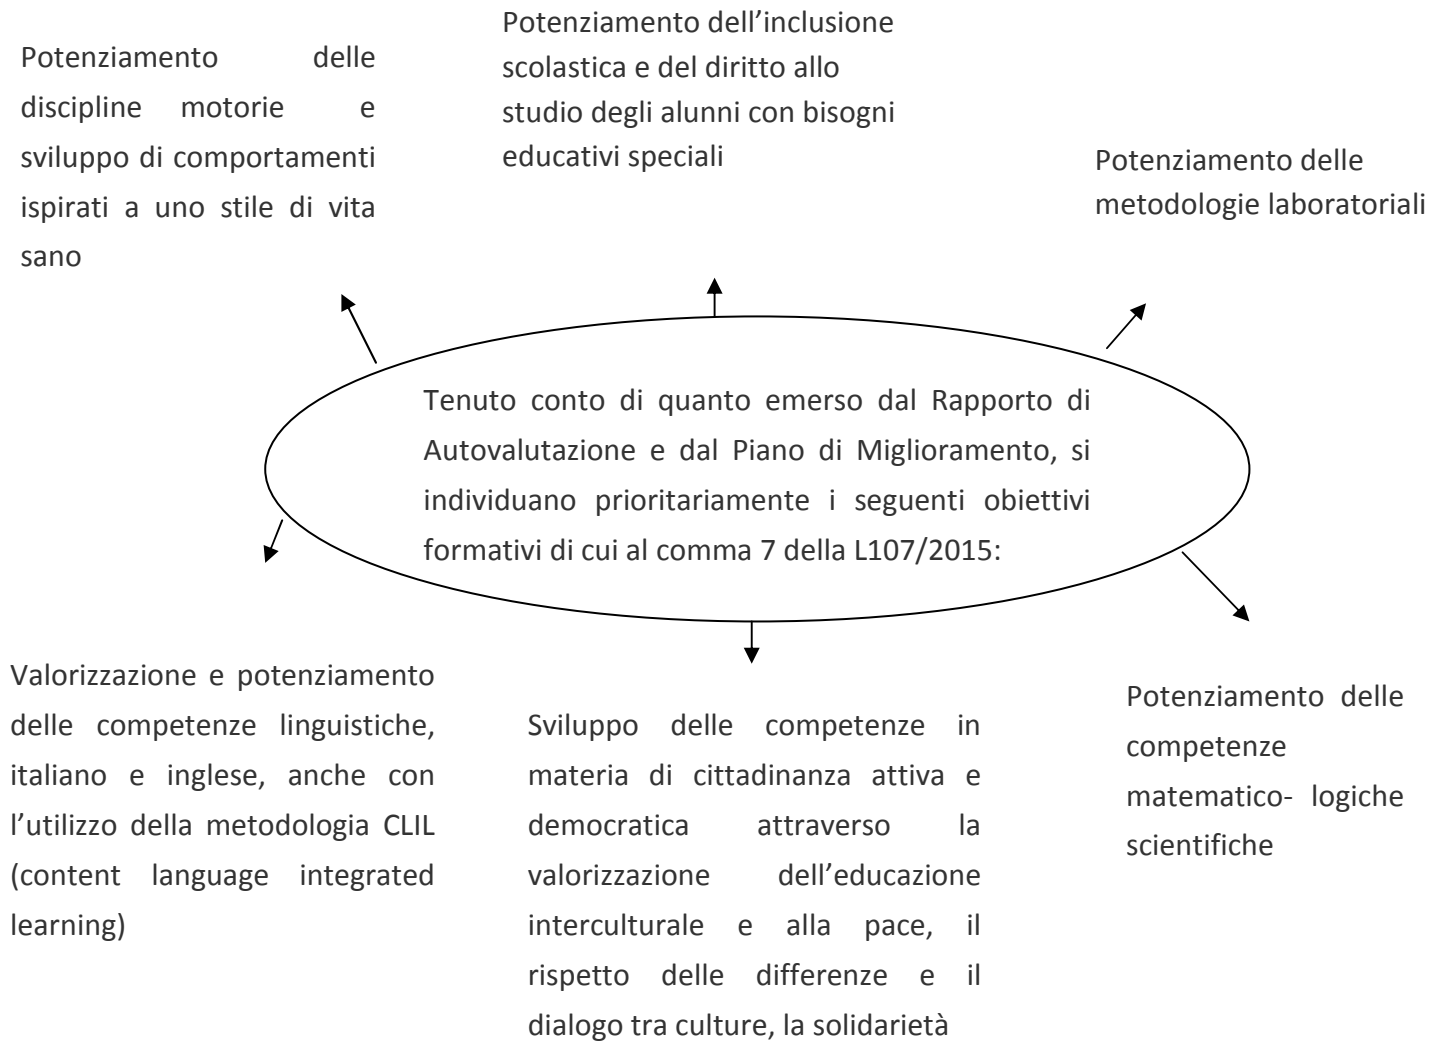 Potenziamento delle
discipline motorie e
sviluppo di comportamenti
ispirati a uno stile di vita
sano
Potenziamento dell’inclusione
scolastica e del diritto allo
studio degli alunni con bisogni
educativi speciali
Potenziamento delle
metodologie laboratoriali
Tenuto conto di quanto emerso dal Rapporto di
Autovalutazione e dal Piano di Miglioramento, si
individuano prioritariamente i seguenti obiettivi
formativi di cui al comma 7 della L107/2015:
Valorizzazione e potenziamento
delle competenze linguistiche,
italiano e inglese, anche con
l’utilizzo della metodologia CLIL
(content language integrated
learning)
Sviluppo delle competenze in
materia di cittadinanza attiva e
democratica attraverso la
valorizzazione dell’educazione
interculturale e alla pace, il
rispetto delle differenze e il
dialogo tra culture, la solidarietà
Potenziamento delle
competenze
matematico- logiche
scientifiche